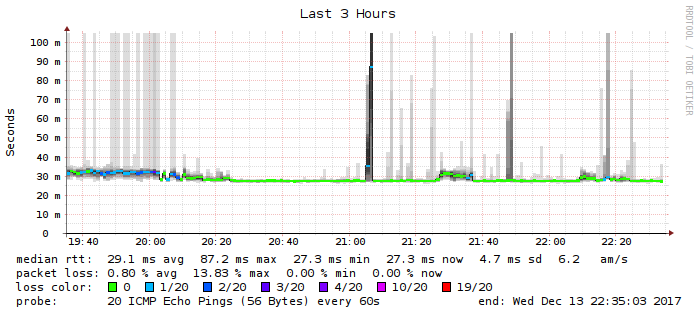 Last 3 Hours
RRDTOOL / TOBI OETIKER
Seconds
100 m
90 m
80 m
70 m
60 m
50 m
40 m
30 m
20 m
10 m
0
19:40 20:00 20:20 20:40 21:00 21:20 21:40 22:00 22:20
median rtt: 29.1 ms avg 87.2 ms max 27.3 ms min 27.3 ms now 4.7 ms sd 6.2 am/s
packet loss: 0.80 % avg 13.83 % max 0.00 % min 0.00 % now
loss color: 0 1/20 2/20 3/20 4/20 10/20 19/20
probe: 20 ICMP Echo Pings (56 Bytes) every 60s end: Wed Dec 13 22:35:03 2017